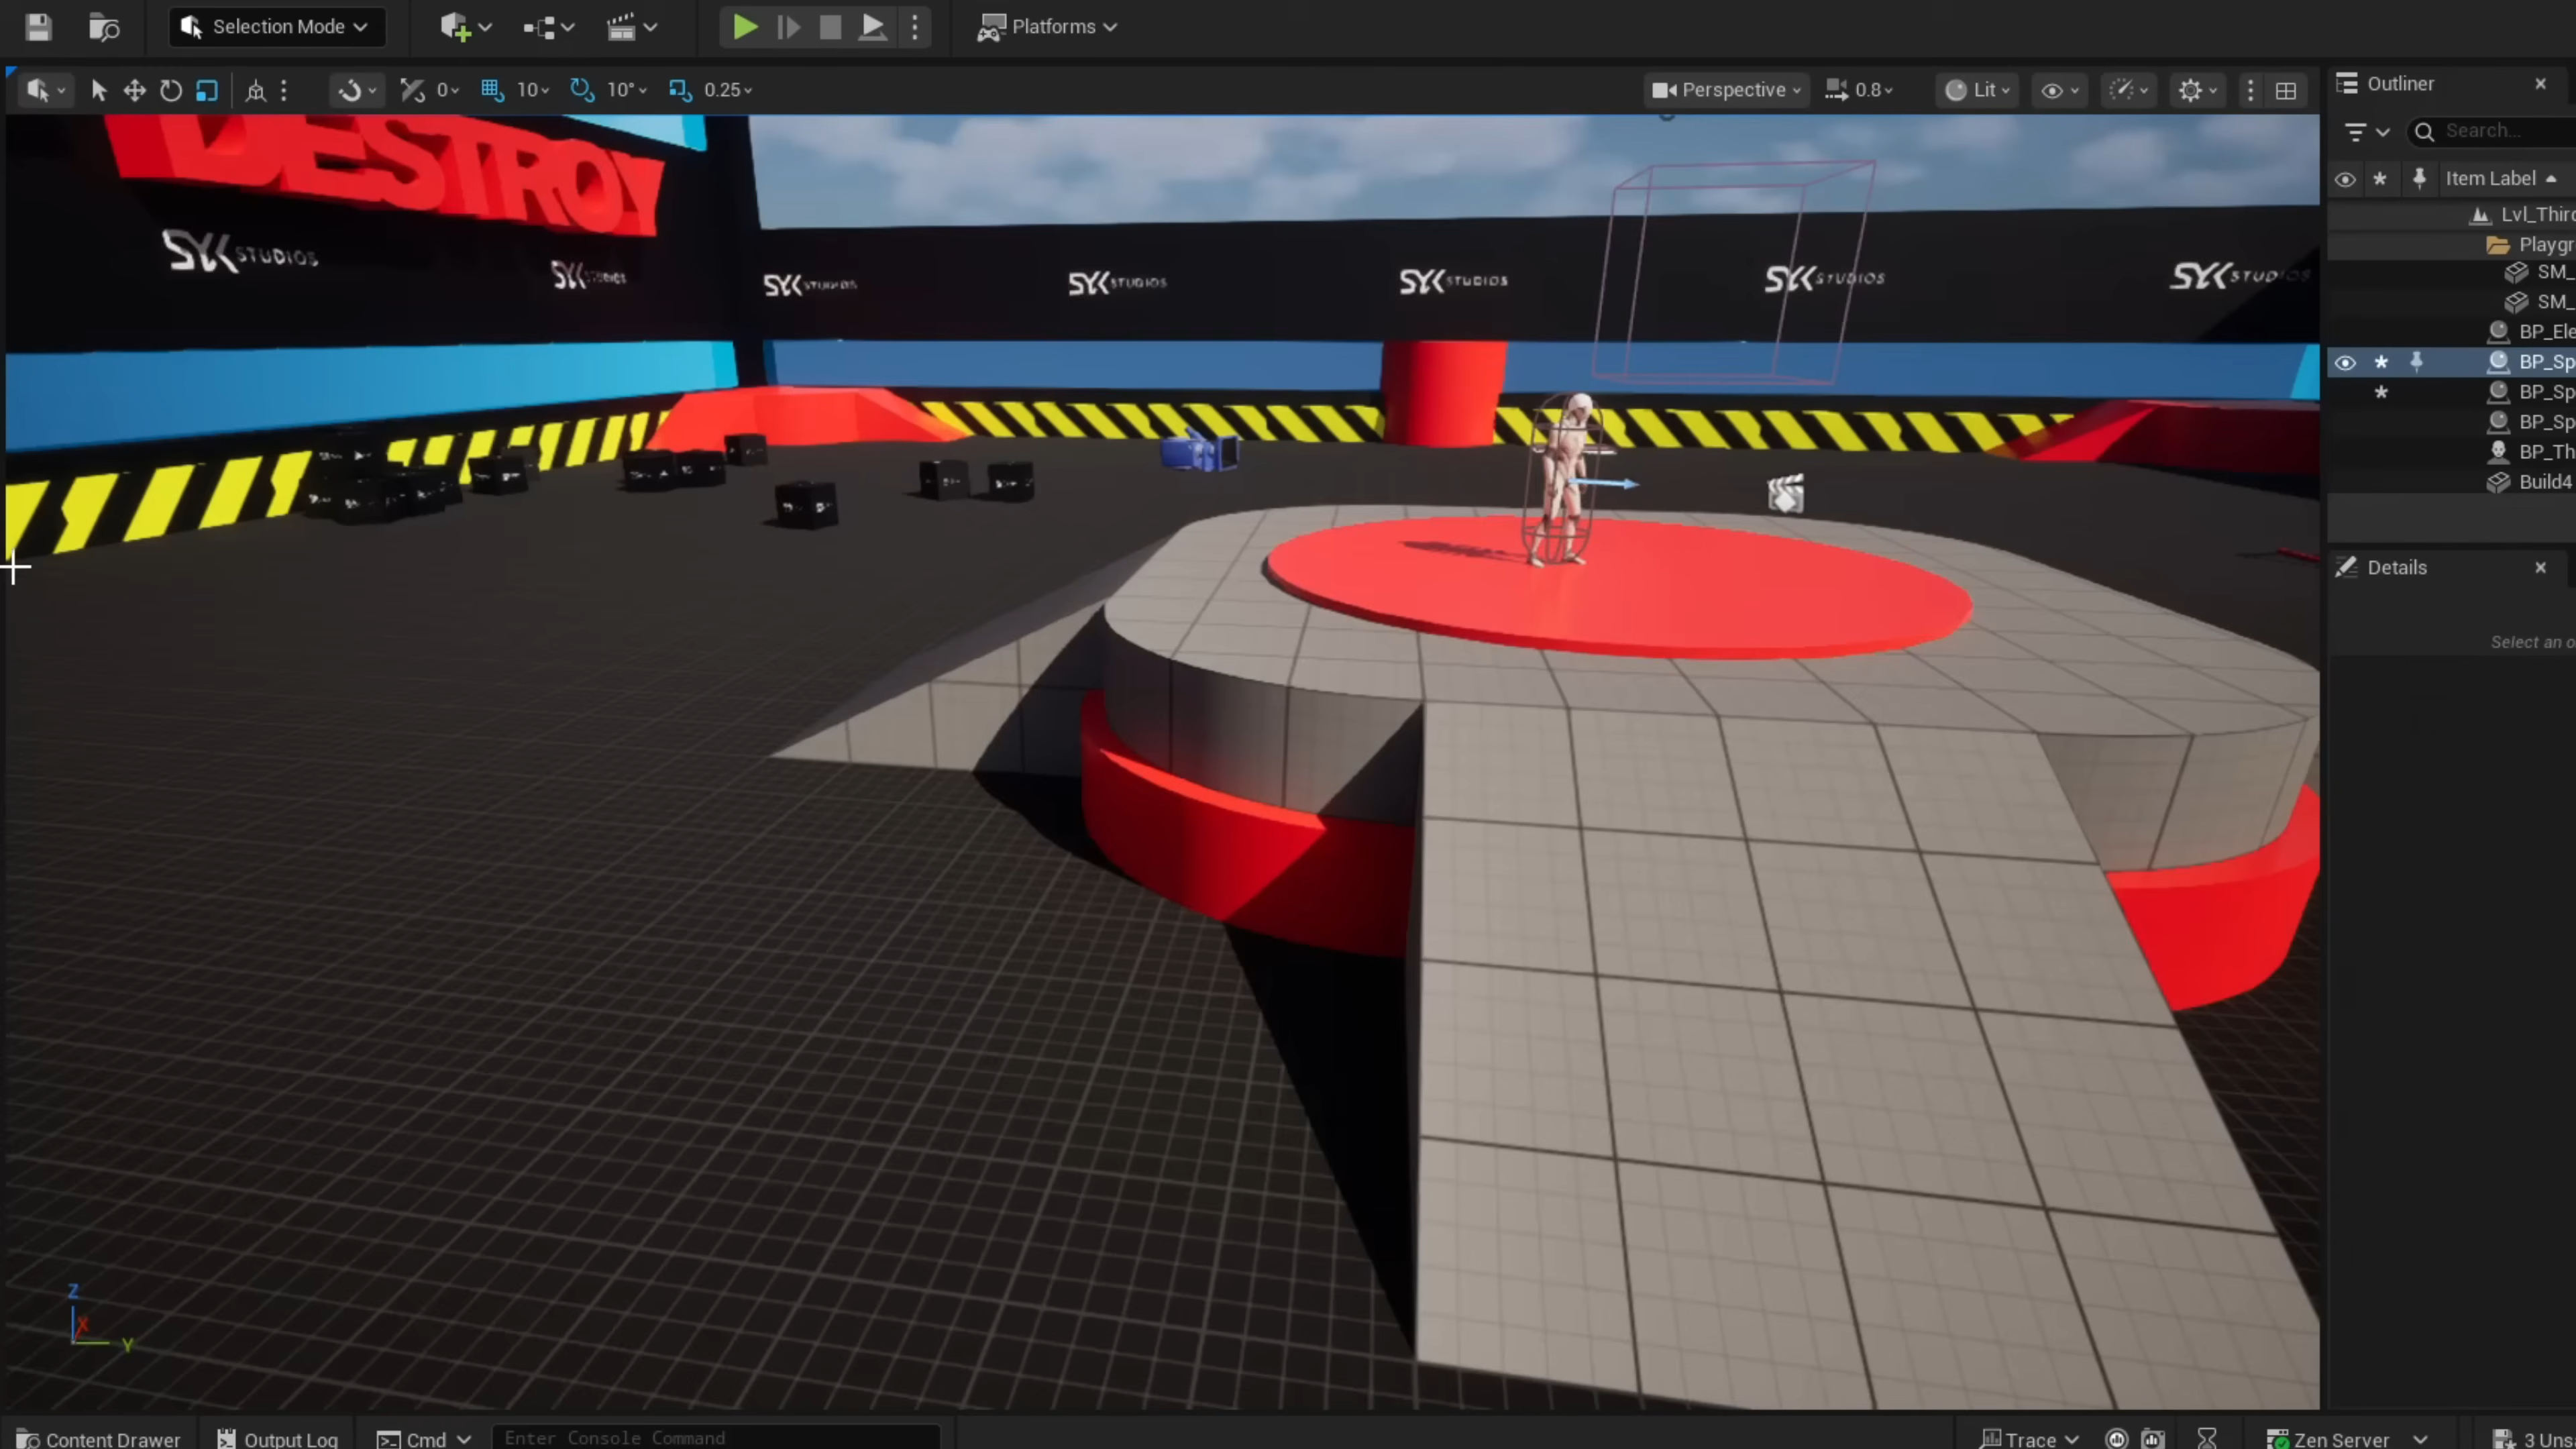 Selection Mode
Platforms
0
10
10°
0.25
Perspective
0.8
Lit
Outliner
Search...
Item Label
Lvl_Thir
Playgr
SM_
SM_
BP_Ele
BP_Sp
BP_Sp
BP_Sp
BP_Th
Build4
Details
Select an o
DESTROY
SYK STUDIOS
SYK STUDIOS
SYK STUDIOS
SYK STUDIOS
SYK STUDIOS
SYK STUDIOS
SYK STUDIOS
Z
X
Y
Content Drawer
Output Log
Cmd
Enter Console Command
Trace
Zen Server
3 Uns